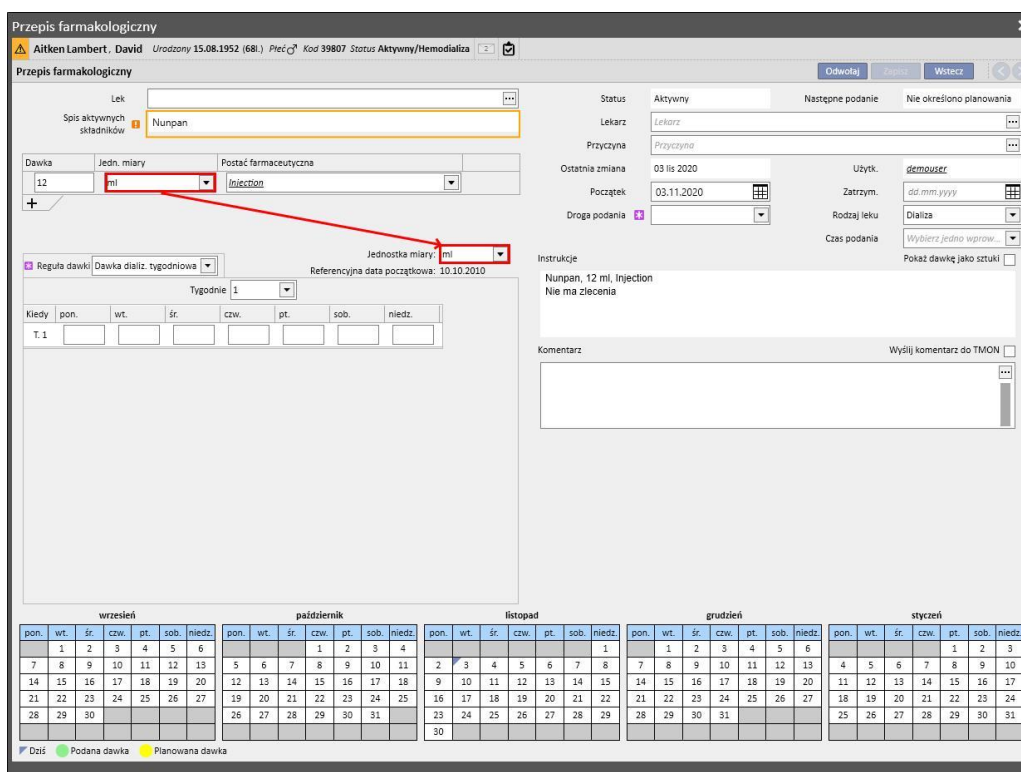 Przepis farmakologiczny
Aitken Lambert, David Urodzony 15.08.1952 (68l.) Płeć Kod 39807 Status Aktywny/Hemodializa 2
Przepis farmakologiczny Odwołaj Zapisz Wstecz
Lek ... Status Aktywny Następne podanie Nie określono planowania
Spis aktywnych składników Nunpan Lekarz Lekarz ...
Przyczyna Przyczyna ...
Dawka Jedn. miary Postać farmaceutyczna Ostatnia zmiana 03 lis 2020 Użytk. demouser
12 ml Injection Początek 03.11.2020 Zatrzym. dd.mm.yyyy
+ Droga podania Rodzaj leku Dializa
Czas podania Wybierz jedno wpraw...
Jednostka miary: ml Instrukcje Pokaż dawkę jako sztuki
Reguła dawki Dawka dializ. tygodniowa Referencyjna data początkowa: 10.10.2010
Nunpan, 12 ml, Injection
Nie ma zlecenia
Tygodnie 1
Kiedy pon. wt. śr. czw. pt. sob. niedz.
T. 1
Komentarz Wyślij komentarz do TMON
...
wrzesień październik listopad grudzień styczeń
pon. wt. śr. czw. pt. sob. niedz. pon. wt. śr. czw. pt. sob. niedz. pon. wt. śr. czw. pt. sob. niedz. pon. wt. śr. czw. pt. sob. niedz. pon. wt. śr. czw. pt. sob. niedz.
1 2 3 4 5 6 1 2 3 4 1 1 2 3 4 5 6 1 2 3
7 8 9 10 11 12 13 5 6 7 8 9 10 11 2 3 4 5 6 7 8 7 8 9 10 11 12 13 4 5 6 7 8 9 10
14 15 16 17 18 19 20 12 13 14 15 16 17 18 9 10 11 12 13 14 15 14 15 16 17 18 19 20 11 12 13 14 15 16 17
21 22 23 24 25 26 27 19 20 21 22 23 24 25 16 17 18 19 20 21 22 21 22 23 24 25 26 27 18 19 20 21 22 23 24
28 29 30 26 27 28 29 30 31 23 24 25 26 27 28 29 28 29 30 31 25 26 27 28 29 30 31
30
Dziś Podana dawka Planowana dawka